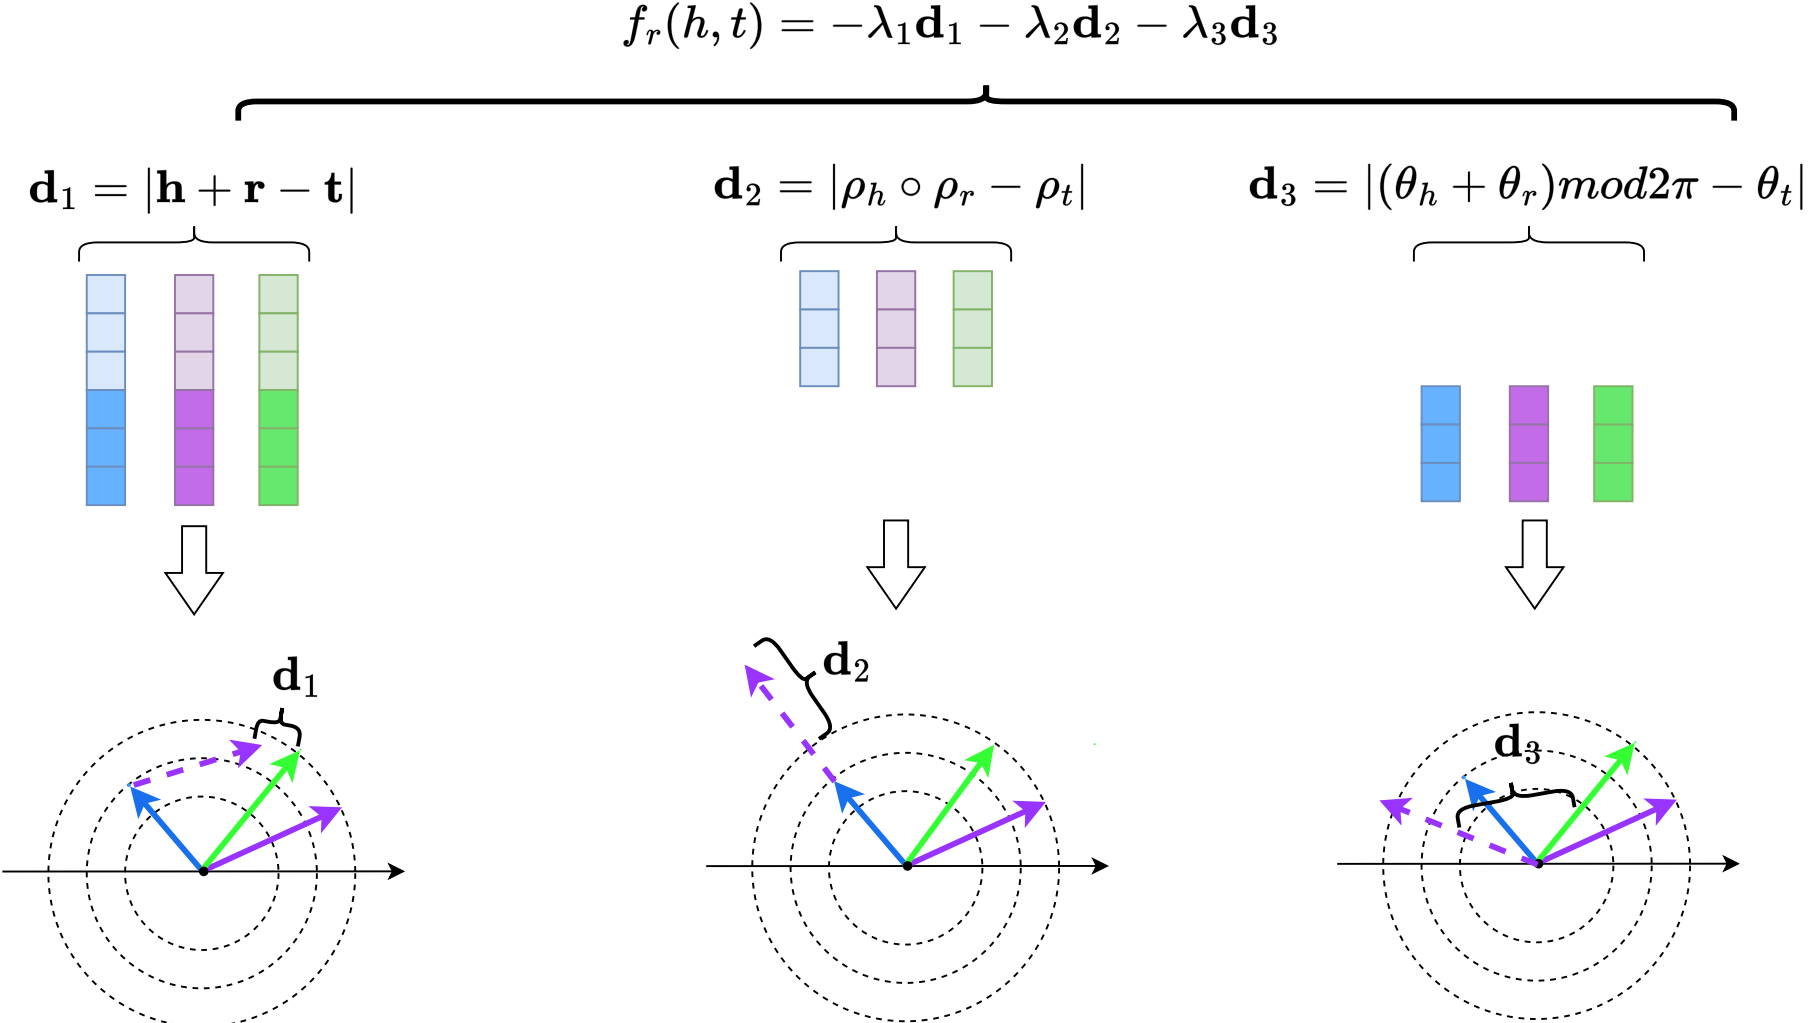 f_r(h, t) = −λ₁d₁ − λ₂d₂ − λ₃d₃
d₁ = |h + r − t|
d₂ = |ρ_h ∘ ρ_r − ρ_t|
d₃ = |(θ_h + θ_r)mod2π − θ_t|
d₁
d₂
d₃